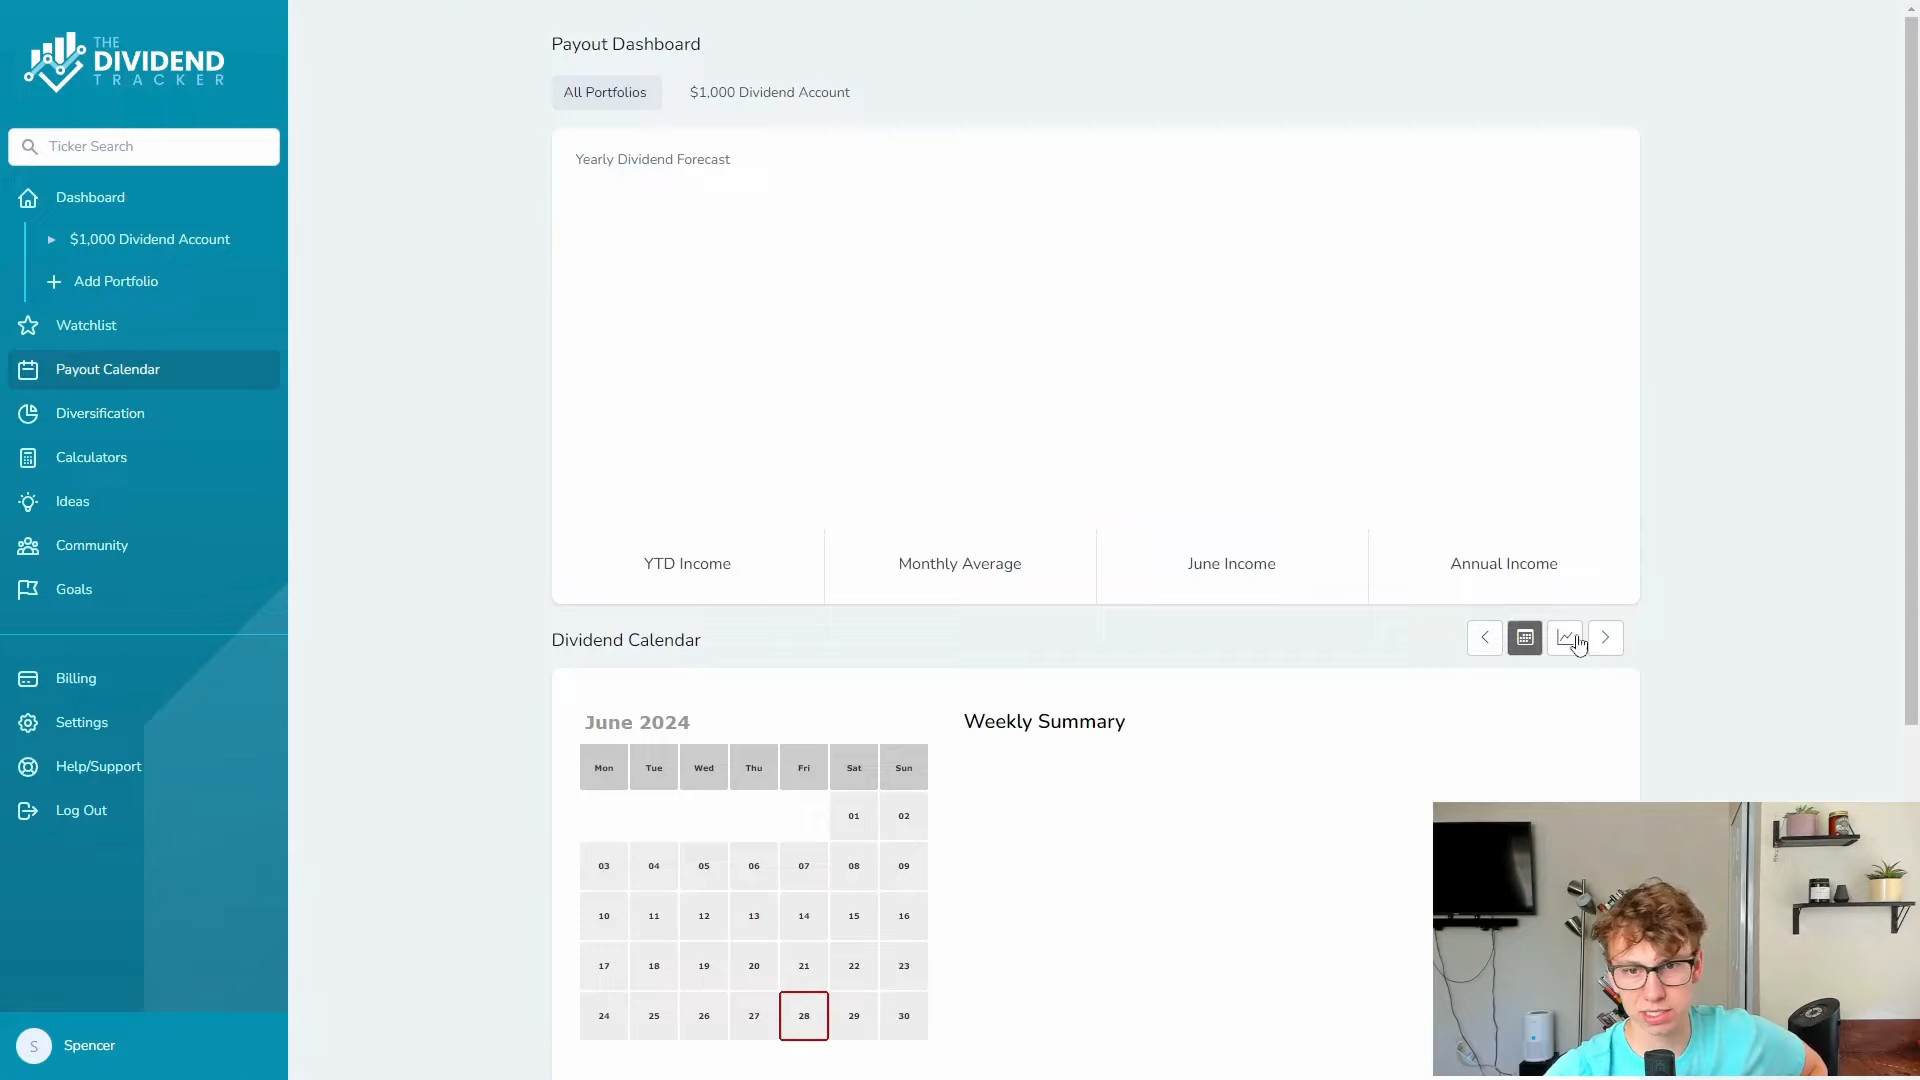 THE
DIVIDEND
TRACKER
Ticker Search
Dashboard
$1,000 Dividend Account
Add Portfolio
Watchlist
Payout Calendar
Diversification
Calculators
Ideas
Community
Goals
Billing
Settings
Help/Support
Log Out
S
Spencer
Payout Dashboard
All Portfolios
$1,000 Dividend Account
Yearly Dividend Forecast
YTD Income
Monthly Average
June Income
Annual Income
Dividend Calendar
June 2024
Mon Tue Wed Thu Fri Sat Sun
01 02
03 04 05 06 07 08 09
10 11 12 13 14 15 16
17 18 19 20 21 22 23
24 25 26 27 28 29 30
Weekly Summary